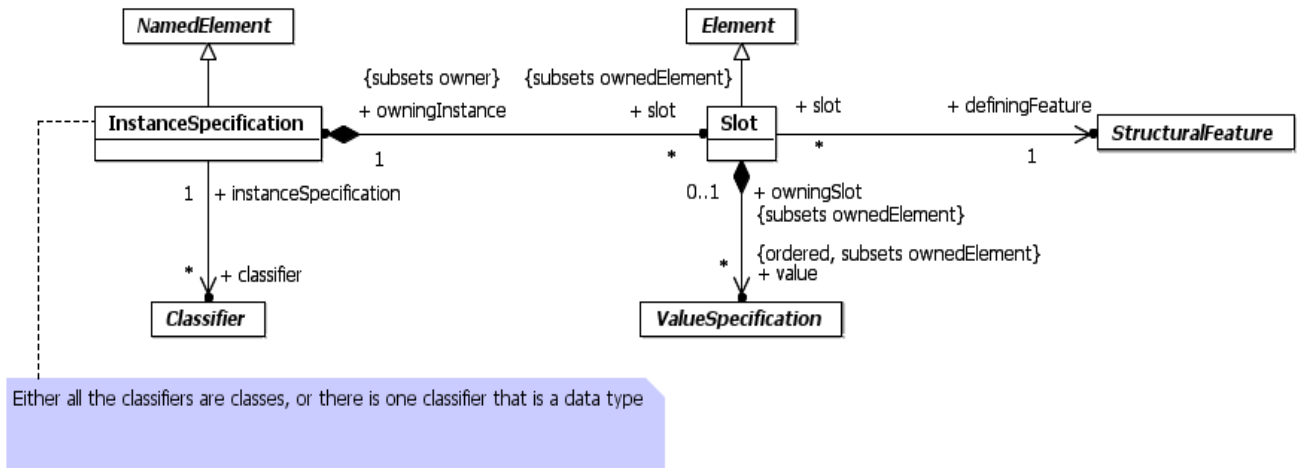 NamedElement
Element
{subsets owner}
{subsets ownedElement}
+ owningInstance
+ slot
+ slot
+ definingFeature
InstanceSpecification
Slot
StructuralFeature
1
*
*
1
1
+ instanceSpecification
0..1
+ owningSlot
{subsets ownedElement}
{ordered, subsets ownedElement}
*
+ classifier
*
+ value
Classifier
ValueSpecification
Either all the classifiers are classes, or there is one classifier that is a data type